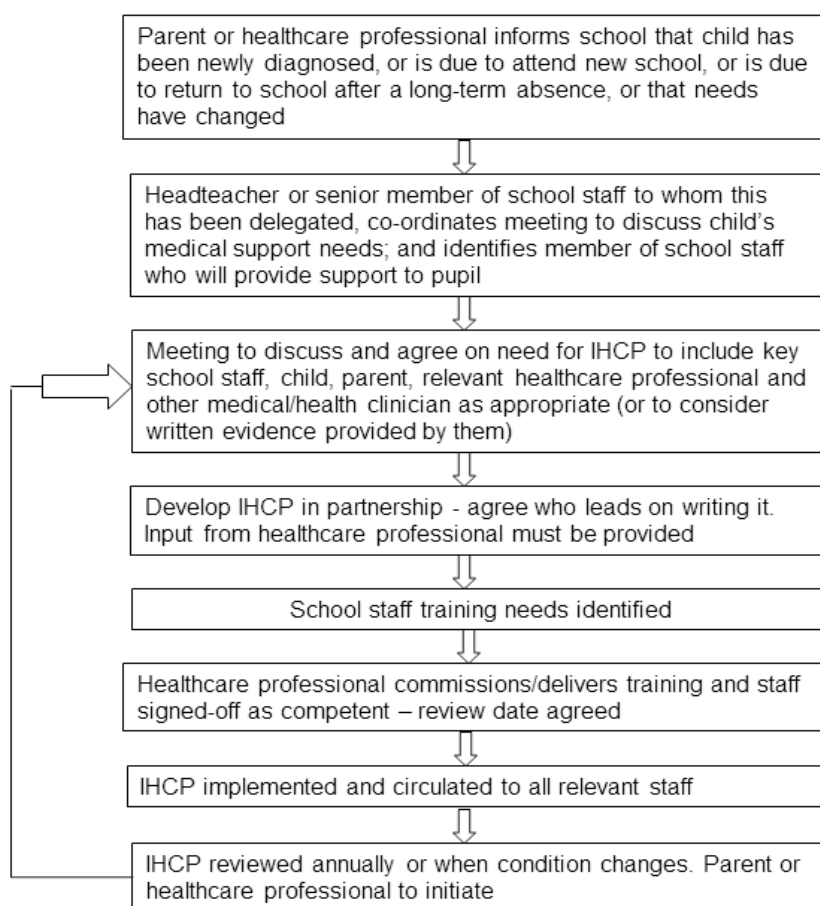 Parent or healthcare professional informs school that child has
been newly diagnosed, or is due to attend new school, or is due
to return to school after a long-term absence, or that needs
have changed
Headteacher or senior member of school staff to whom this
has been delegated, co-ordinates meeting to discuss child's
medical support needs; and identifies member of school staff
who will provide support to pupil
Meeting to discuss and agree on need for IHCP to include key
school staff, child, parent, relevant healthcare professional and
other medical/health clinician as appropriate (or to consider
written evidence provided by them)
Develop IHCP in partnership - agree who leads on writing it.
Input from healthcare professional must be provided
School staff training needs identified
Healthcare professional commissions/delivers training and staff
signed-off as competent – review date agreed
IHCP implemented and circulated to all relevant staff
IHCP reviewed annually or when condition changes. Parent or
healthcare professional to initiate